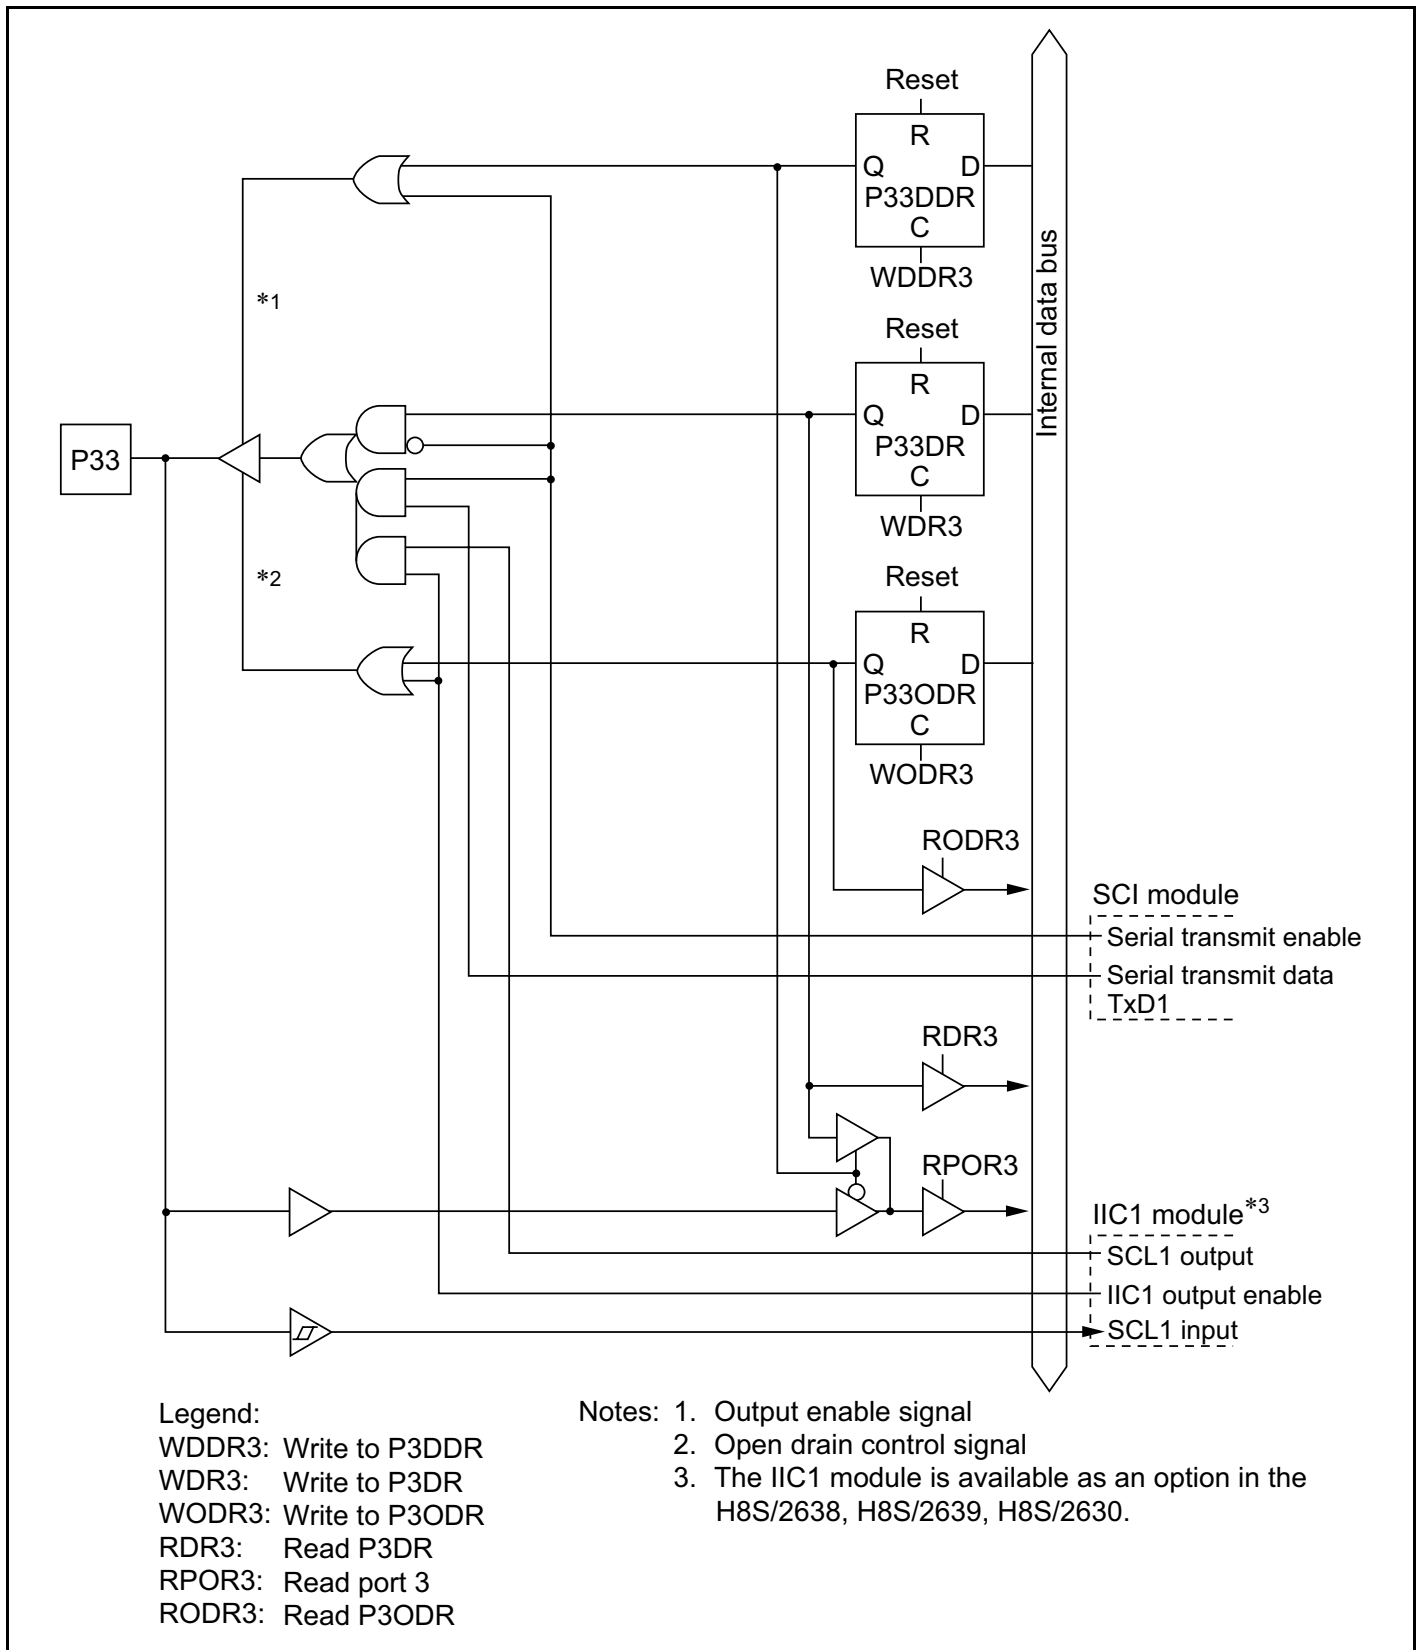 Reset
R
Q D
P33DDR
C
WDDR3
Internal data bus
*1
Reset
R
Q D
P33DR
C
WDR3
P33
*2
Reset
R
Q D
P33ODR
C
WODR3
RODR3
SCI module
Serial transmit enable
Serial transmit data
TxD1
RDR3
RPOR3
IIC1 module*3
SCL1 output
IIC1 output enable
SCL1 input
Legend:
WDDR3: Write to P3DDR
WDR3: Write to P3DR
WODR3: Write to P3ODR
RDR3: Read P3DR
RPOR3: Read port 3
RODR3: Read P3ODR
Notes: 1. Output enable signal
2. Open drain control signal
3. The IIC1 module is available as an option in the
H8S/2638, H8S/2639, H8S/2630.